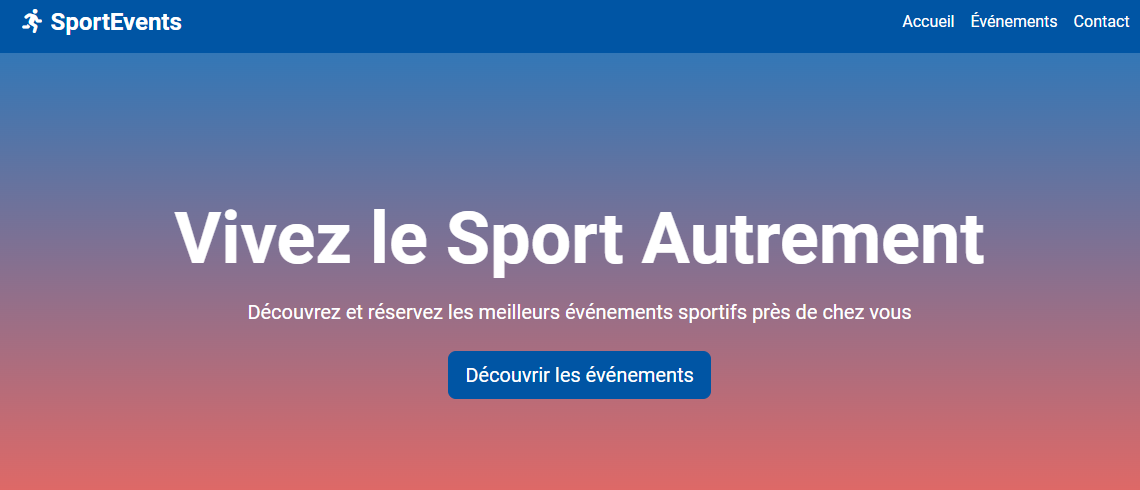 SportEvents
Accueil Événements Contact
Vivez le Sport Autrement
Découvrez et réservez les meilleurs événements sportifs près de chez vous
Découvrir les événements